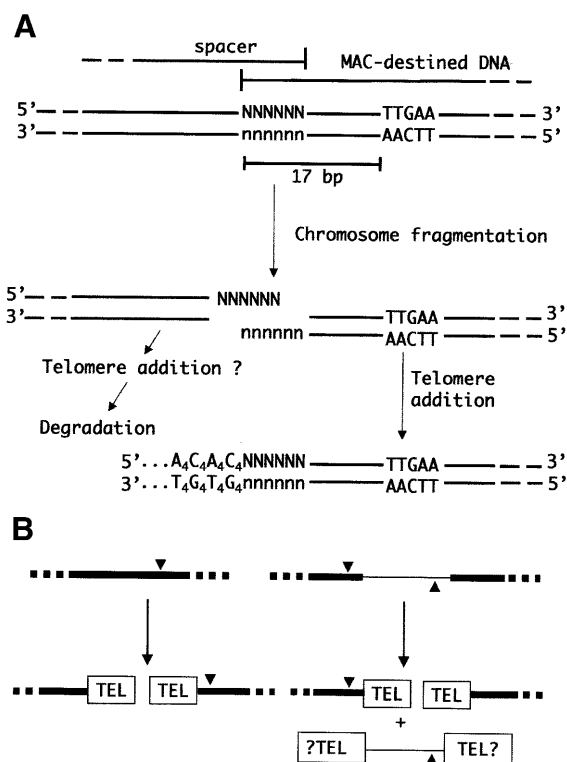 A
spacer
MAC-destined DNA
5' NNNNNN TTGAA 3'
3' nnnnnn AACTT 5'
17 bp
Chromosome fragmentation
5' NNNNNN
3' nnnnnn
TTGAA 3'
AACTT 5'
Telomere addition ?
Telomere
addition
Degradation
5'...A₄C₄A₄C₄NNNNNN TTGAA 3'
3'...T₄G₄T₄G₄nnnnnn AACTT 5'
B
TEL TEL TEL TEL
+
?TEL TEL?